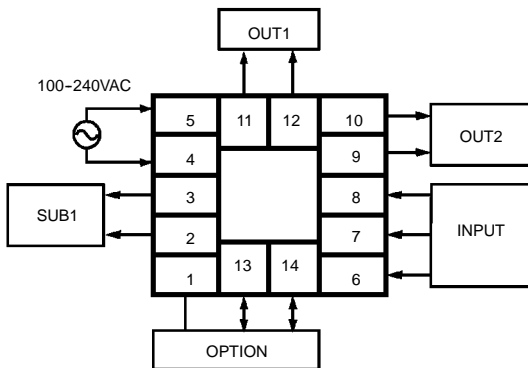 OUT1
100-240VAC
5 11 12 10
OUT2
4 9
3 8
SUB1
2 7
INPUT
1 13 14 6
OPTION